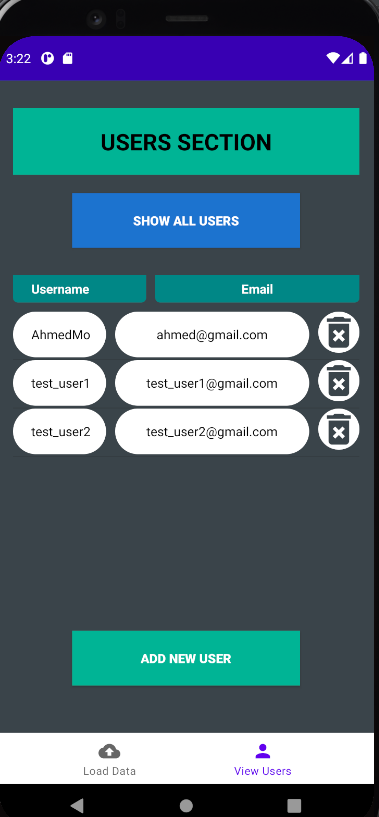 3:22
USERS SECTION
SHOW ALL USERS
Username Email
AhmedMo ahmed@gmail.com
test_user1 test_user1@gmail.com
test_user2 test_user2@gmail.com
ADD NEW USER
Load Data View Users